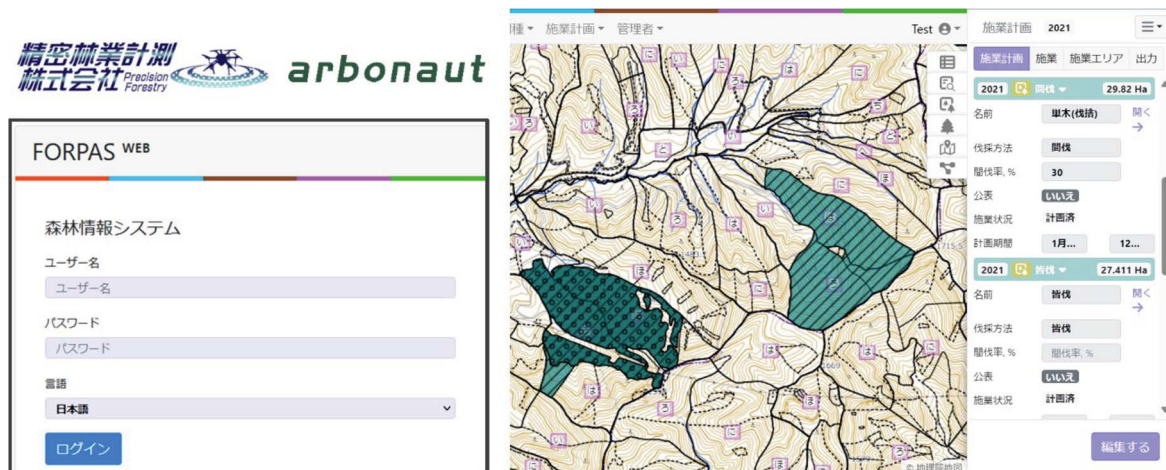 精密林業計測
株式会社 Precision Forestry
arbonaut
FORPAS WEB
森林情報システム
ユーザー名
ユーザー名
パスワード
パスワード
言語
日本語
ログイン
種 施業計画 管理者 Test
施業計画 2021
施業計画 施業 施業エリア 出力
2021 間伐 29.82 Ha
名前 単木(伐括) 開く
伐採方法 間伐
間伐率, % 30
公表 いいえ
施業状況 計画済
計画期間 1月... 12...
2021 皆伐 27.411 Ha
名前 皆伐 開く
伐採方法 皆伐
間伐率, % 間伐率, %
公表 いいえ
施業状況 計画済
編集する
© 地理院地図